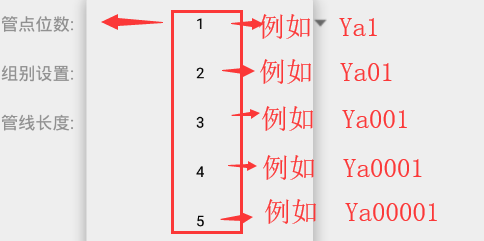 管点位数: 1 例如 Ya1
组别设置: 2 例如 Ya01
管线长度: 3 例如 Ya001
4 例如 Ya0001
5 例如 Ya00001